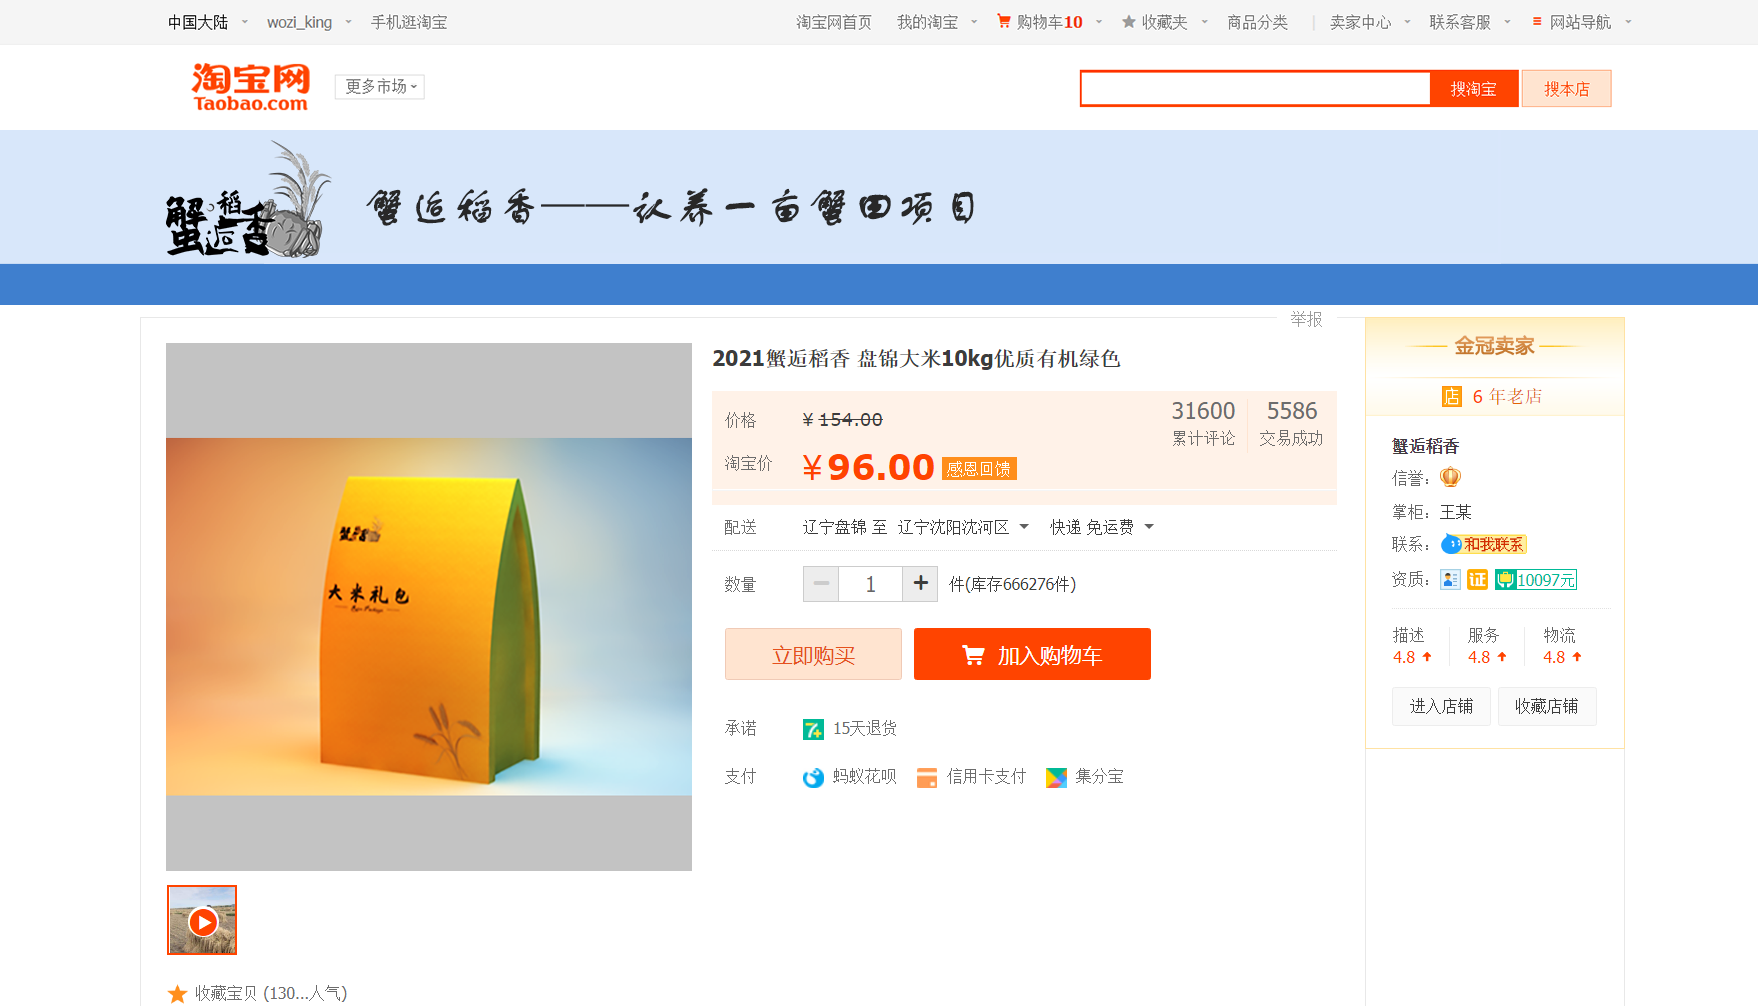 中国大陆 wozi_king 手机逛淘宝 淘宝网首页 我的淘宝 购物车10 收藏夹 商品分类 | 卖家中心 联系客服 网站导航
淘宝网
Taobao.com
更多市场
搜淘宝 搜本店
蟹逅稻香
蟹逅稻香——认养一亩蟹田项目
举报
蟹逅稻香
大米礼包
2021蟹逅稻香 盘锦大米10kg优质有机绿色
价格 ¥ 154.00
31600 5586
累计评论 交易成功
淘宝价 ¥96.00 感恩回馈
配送 辽宁盘锦 至 辽宁沈阳沈河区 快递 免运费
数量 − 1 + 件(库存666276件)
立即购买 加入购物车
承诺 7+ 15天退货
支付 蚂蚁花呗 信用卡支付 集分宝
收藏宝贝 (130...人气)
金冠卖家
店 6 年老店
蟹逅稻香
信誉：
掌柜： 王某
联系： 和我联系
资质： 证 10097元
描述 服务 物流
4.8 4.8 4.8
进入店铺 收藏店铺